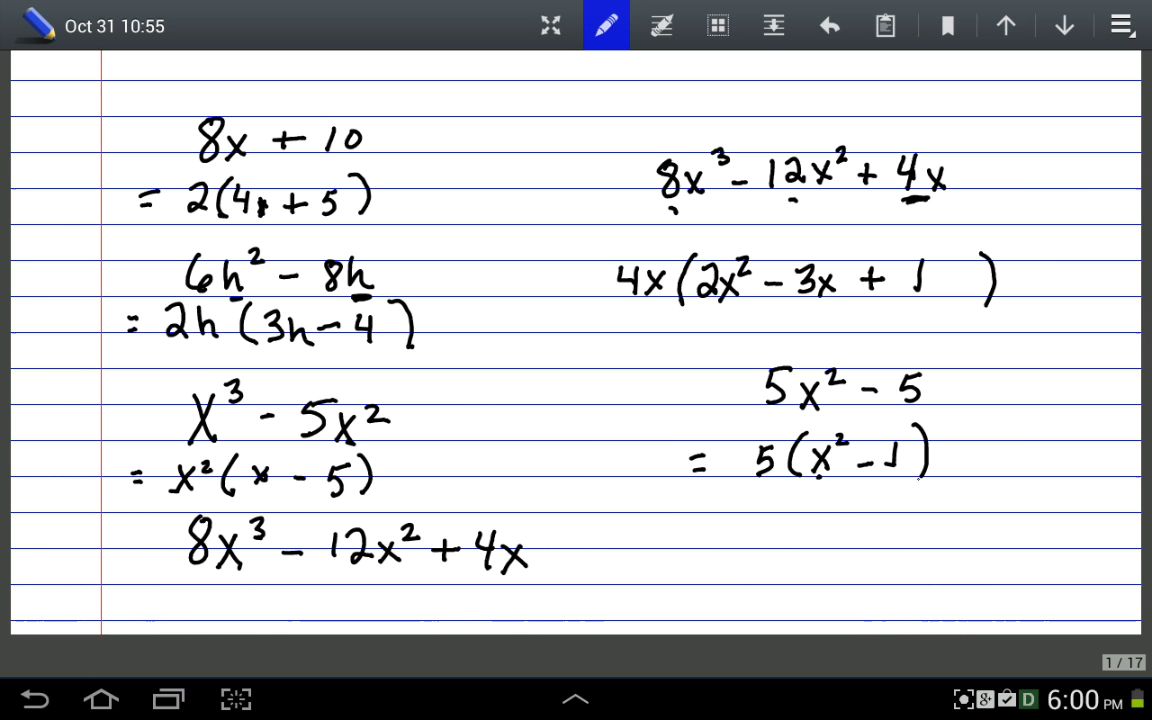 Oct 31 10:55
8x + 10
= 2(4x + 5)
6h² - 8h
= 2h(3h - 4)
x³ - 5x²
= x²(x - 5)
8x³ - 12x² + 4x
8x³ - 12x² + 4x
4x(2x² - 3x + 1)
5x² - 5
= 5(x² - 1)
1 / 17
D 6:00 PM